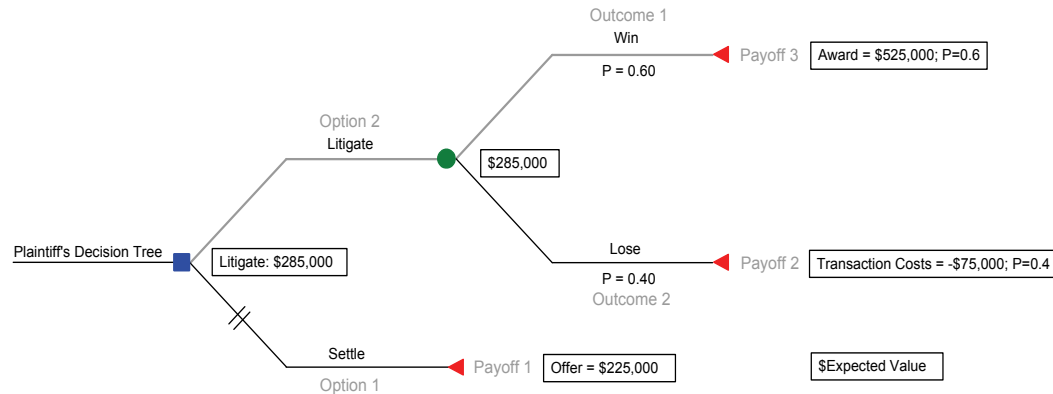 Outcome 1
Win
P = 0.60
Payoff 3
Award = $525,000; P=0.6
Option 2
Litigate
$285,000
Plaintiff's Decision Tree
Litigate: $285,000
Lose
P = 0.40
Outcome 2
Payoff 2
Transaction Costs = -$75,000; P=0.4
Settle
Option 1
Payoff 1
Offer = $225,000
$Expected Value